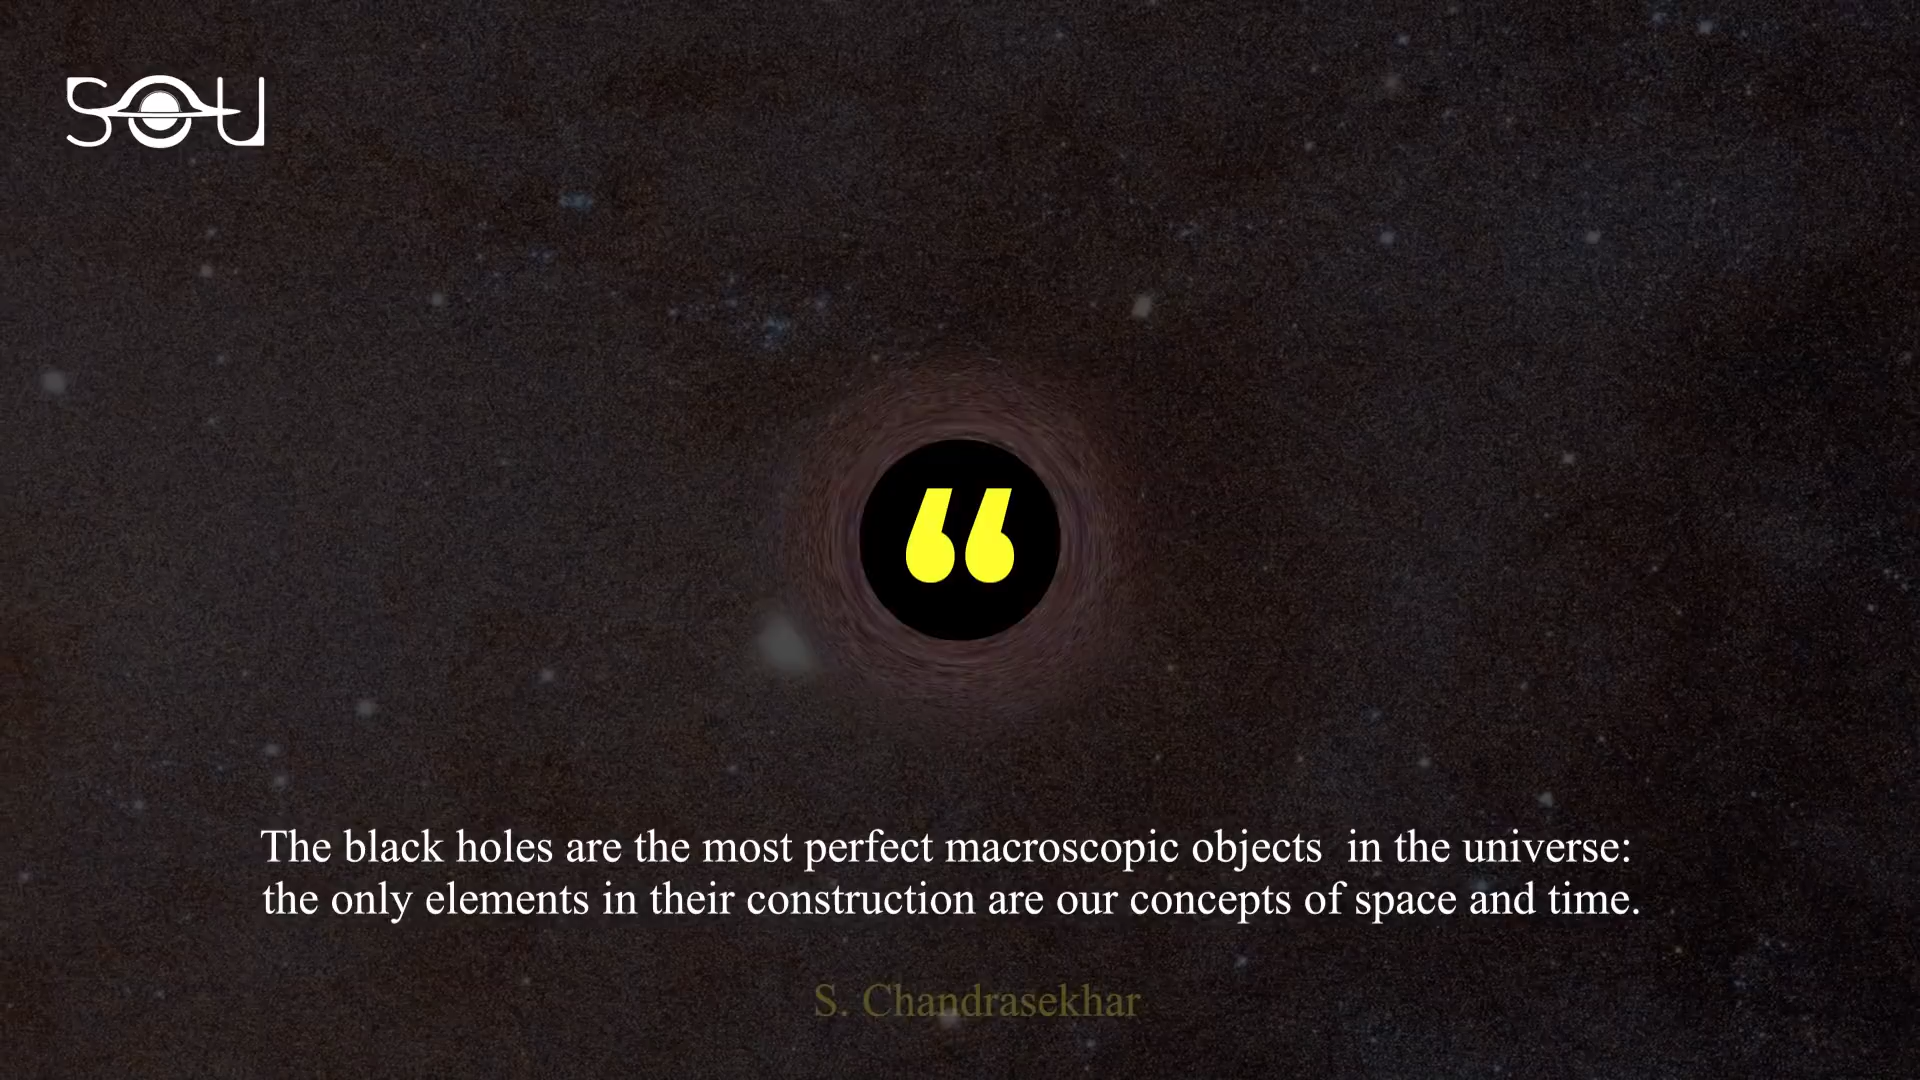 SOU
“
The black holes are the most perfect macroscopic objects  in the universe:
the only elements in their construction are our concepts of space and time.
S. Chandrasekhar